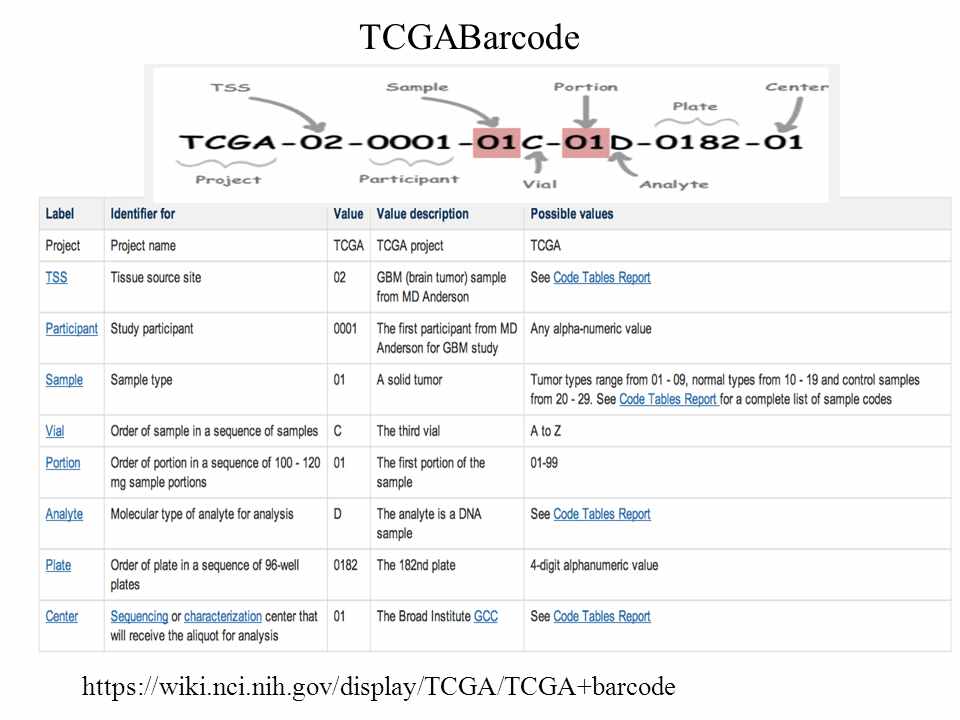 TCGABarcode
TSS Sample Portion Plate Center
TCGA-02-0001-01C-01D-0182-01
Project Participant Vial Analyte
Label Identifier for Value Value description Possible values
Project Project name TCGA TCGA project TCGA
TSS Tissue source site 02 GBM (brain tumor) sample See Code Tables Report
from MD Anderson
Participant Study participant 0001 The first participant from MD Any alpha-numeric value
Anderson for GBM study
Sample Sample type 01 A solid tumor Tumor types range from 01 - 09, normal types from 10 - 19 and control samples
from 20 - 29. See Code Tables Report for a complete list of sample codes
Vial Order of sample in a sequence of samples C The third vial A to Z
Portion Order of portion in a sequence of 100 - 120 01 The first portion of the 01-99
mg sample portions sample
Analyte Molecular type of analyte for analysis D The analyte is a DNA See Code Tables Report
sample
Plate Order of plate in a sequence of 96-well 0182 The 182nd plate 4-digit alphanumeric value
plates
Center Sequencing or characterization center that 01 The Broad Institute GCC See Code Tables Report
will receive the aliquot for analysis
https://wiki.nci.nih.gov/display/TCGA/TCGA+barcode